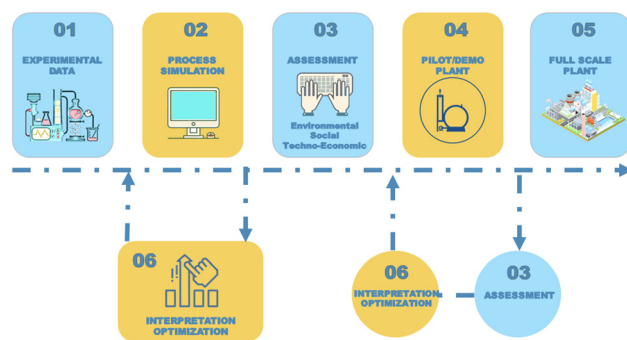 01
EXPERIMENTAL
DATA
02
PROCESS
SIMULATION
03
ASSESSMENT
Environmental
Social
Techno-Economic
04
PILOT/DEMO
PLANT
05
FULL SCALE
PLANT
06
INTERPRETATION
OPTIMIZATION
06
INTERPRETATION
OPTIMIZATION
03
ASSESSMENT